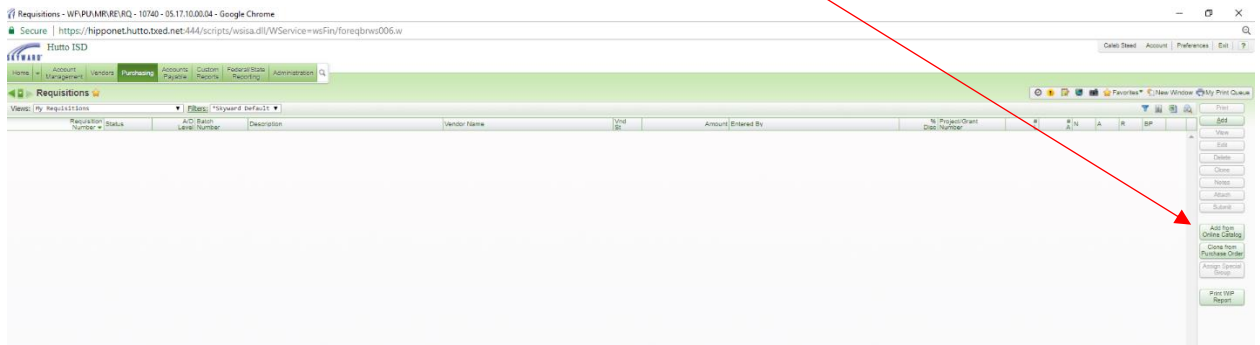 Requisitions - WF\PU\MR\RE\RQ - 10740 - 05.17.10.00.04 - Google Chrome
Secure | https://hipponet.hutto.txed.net:444/scripts/wsisa.dll/WService=wsFin/foreqbrws006.w
SKYWARD Hutto ISD Caleb Steed Account Preferences Exit ?
Home Account Management Vendors Purchasing Accounts Payable Custom Reports Federal/State Reporting Administration
Requisitions Favorites New Window My Print Queue
Views: My Requisitions Filters: *Skyward Default
Requisition Number Status A/D Level Batch Number Description Vendor Name Vnd St Amount Entered By % Disc Project/Grant Number # # A N A R BP
Print
Add
View
Edit
Delete
Clone
Notes
Attach
Submit
Add from
Online Catalog
Clone from
Purchase Order
Assign Special
Group
Print WIP
Report